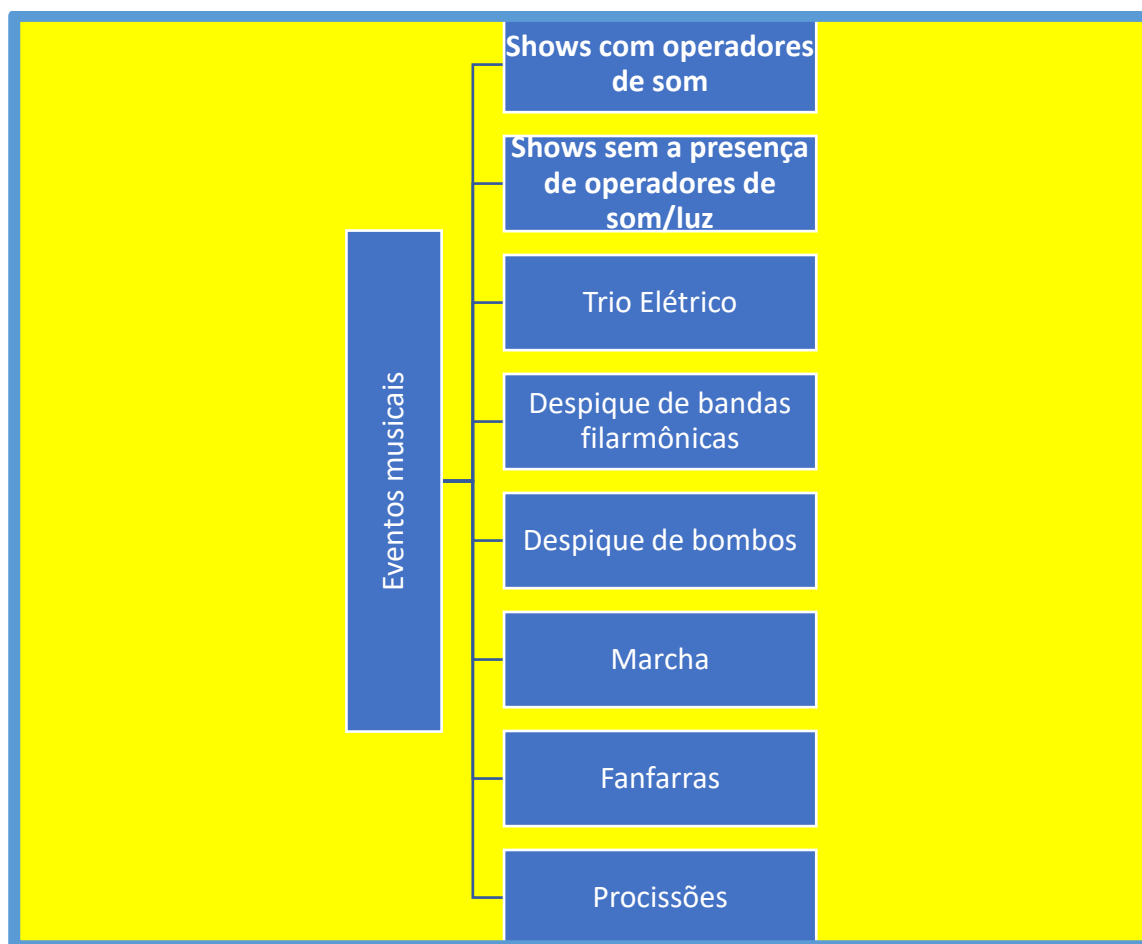 Shows com operadores
de som
Shows sem a presença
de operadores de
som/luz
Trio Elétrico
Despique de bandas
filarmônicas
Eventos musicais
Despique de bombos
Marcha
Fanfarras
Procissões